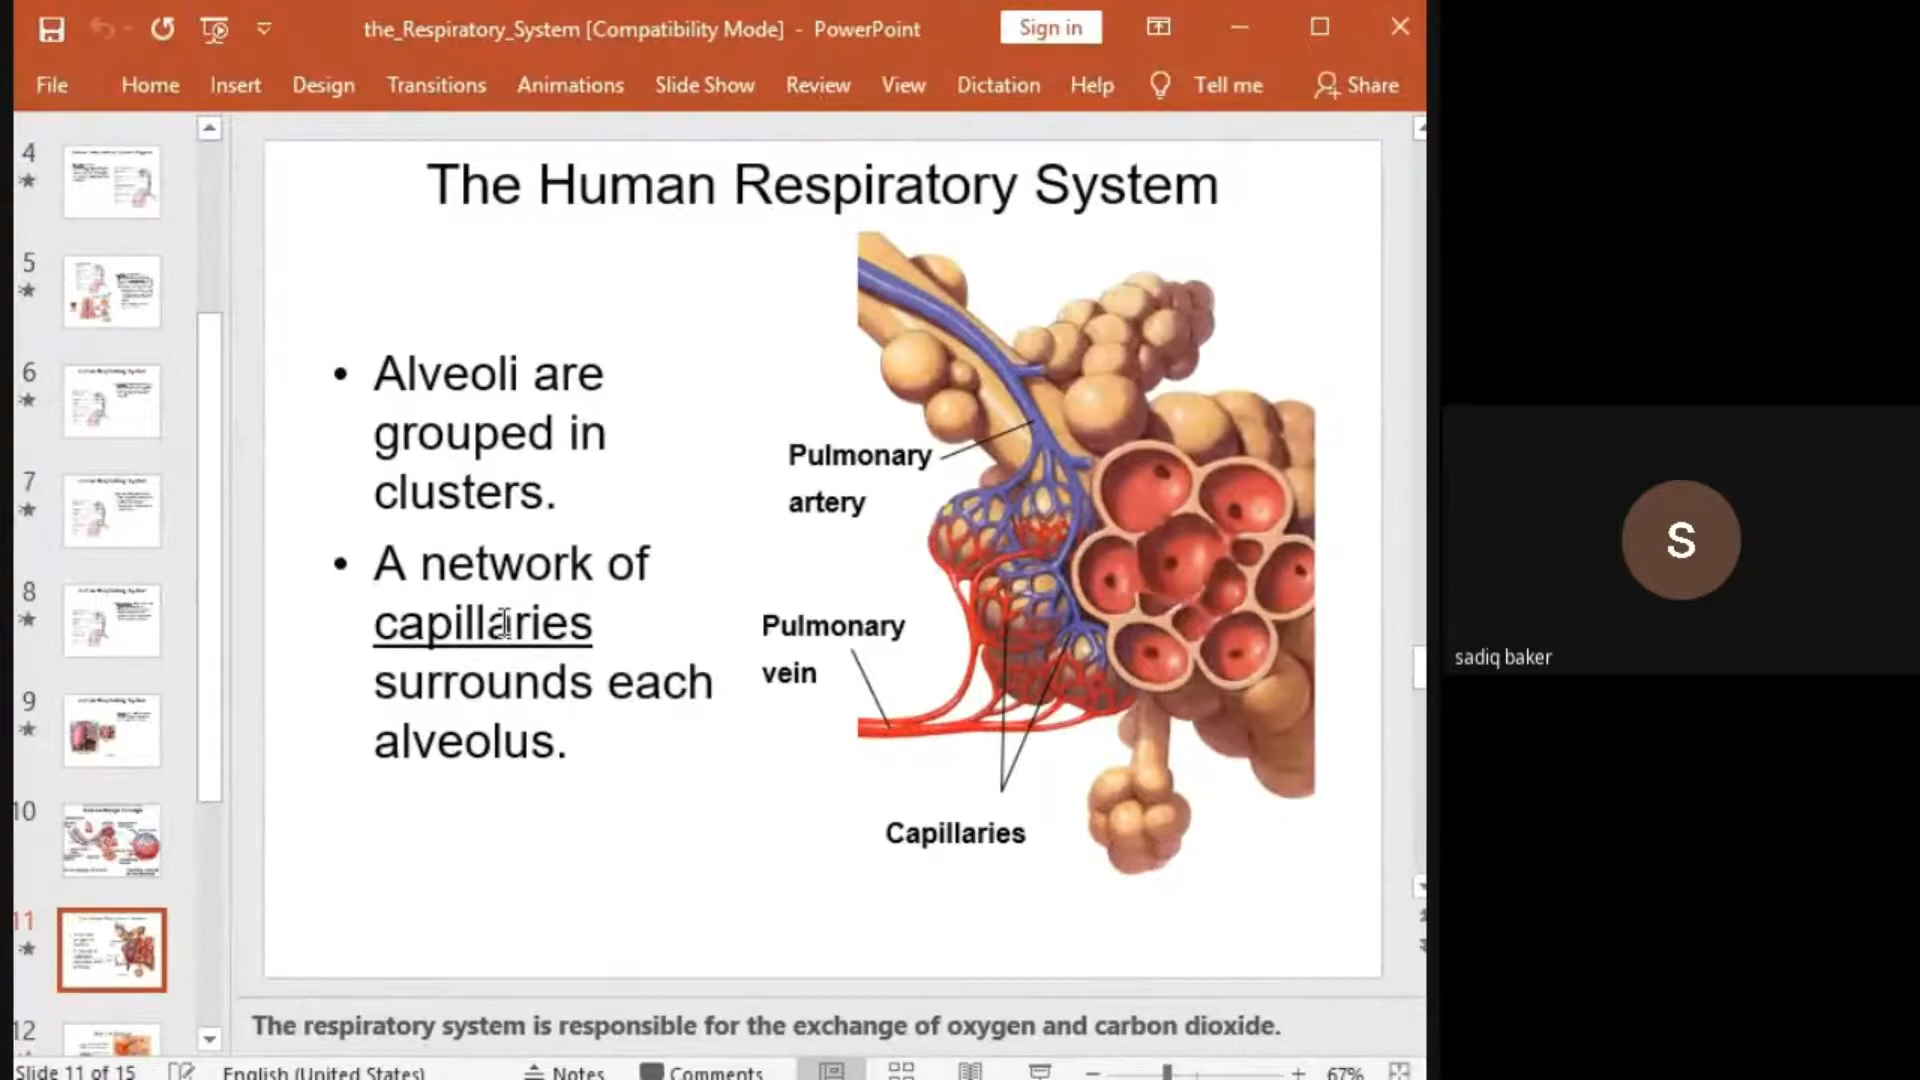 the_Respiratory_System [Compatibility Mode] - PowerPoint
Sign in
File Home Insert Design Transitions Animations Slide Show Review View Dictation Help Tell me Share
4
5
6
7
8
9
10
11
12
The Human Respiratory System
• Alveoli are
grouped in
clusters.
• A network of
capillaries
surrounds each
alveolus.
Pulmonary
artery
Pulmonary
vein
Capillaries
The respiratory system is responsible for the exchange of oxygen and carbon dioxide.
Slide 11 of 15 English (United States) Notes Comments 67%
S
sadiq baker